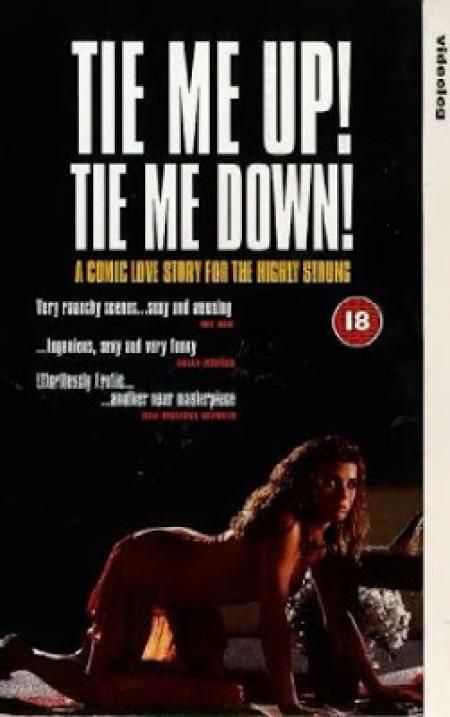 TIE ME UP!
TIE ME DOWN!
A COMIC LOVE STORY FOR THE HIGHLY STRUNG
Very raunchy scenes...sexy and amusing
...Ingenious, sexy and very funny
Effortlessly Erotic...
...another near masterpiece
18
videolog